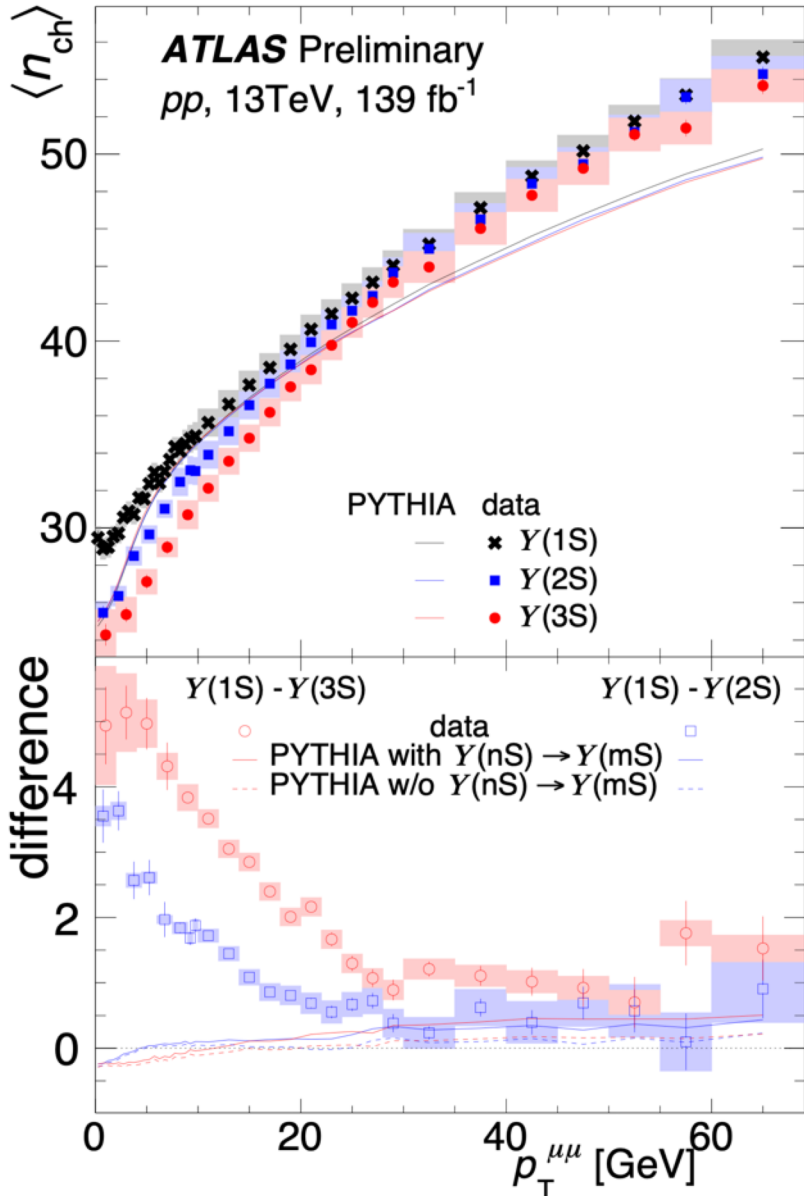 ⟨n_ch⟩
ATLAS Preliminary
pp, 13TeV, 139 fb⁻¹
50
40
30
PYTHIA data
ϒ(1S)
ϒ(2S)
ϒ(3S)
difference
ϒ(1S) - ϒ(3S) ϒ(1S) - ϒ(2S)
data
PYTHIA with ϒ(nS) → ϒ(mS)
PYTHIA w/o ϒ(nS) → ϒ(mS)
4
2
0
0 20 40 60
p_T^μμ [GeV]